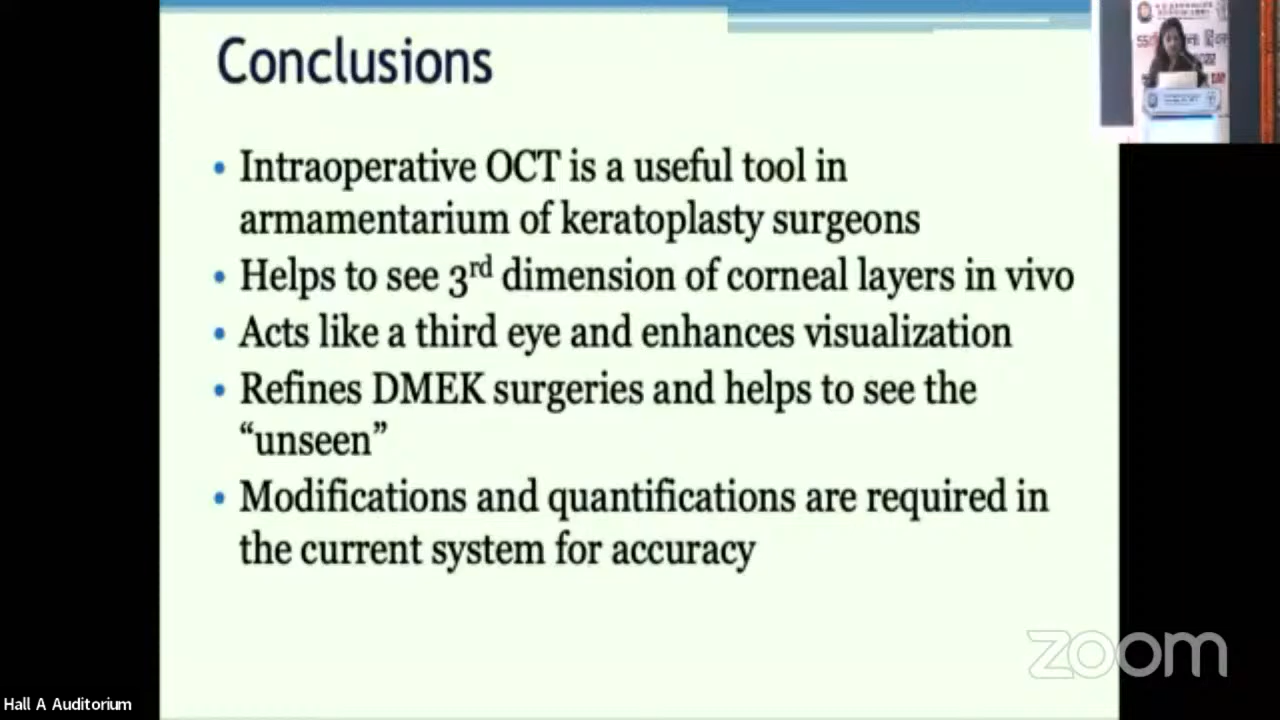 Conclusions
• Intraoperative OCT is a useful tool in
armamentarium of keratoplasty surgeons
• Helps to see 3rd dimension of corneal layers in vivo
• Acts like a third eye and enhances visualization
• Refines DMEK surgeries and helps to see the
“unseen”
• Modifications and quantifications are required in
the current system for accuracy
zoom
Hall A Auditorium